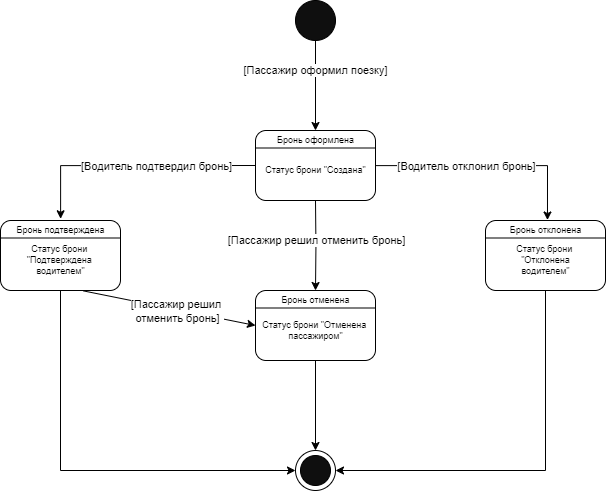 [Пассажир оформил поезку]
Бронь оформлена
Статус брони "Создана"
[Водитель подтвердил бронь]
[Водитель отклонил бронь]
Бронь подтверждена
Статус брони
"Подтверждена
водителем"
[Пассажир решил отменить бронь]
Бронь отклонена
Статус брони
"Отклонена
водителем"
[Пассажир решил
отменить бронь]
Бронь отменена
Статус брони "Отменена
пассажиром"